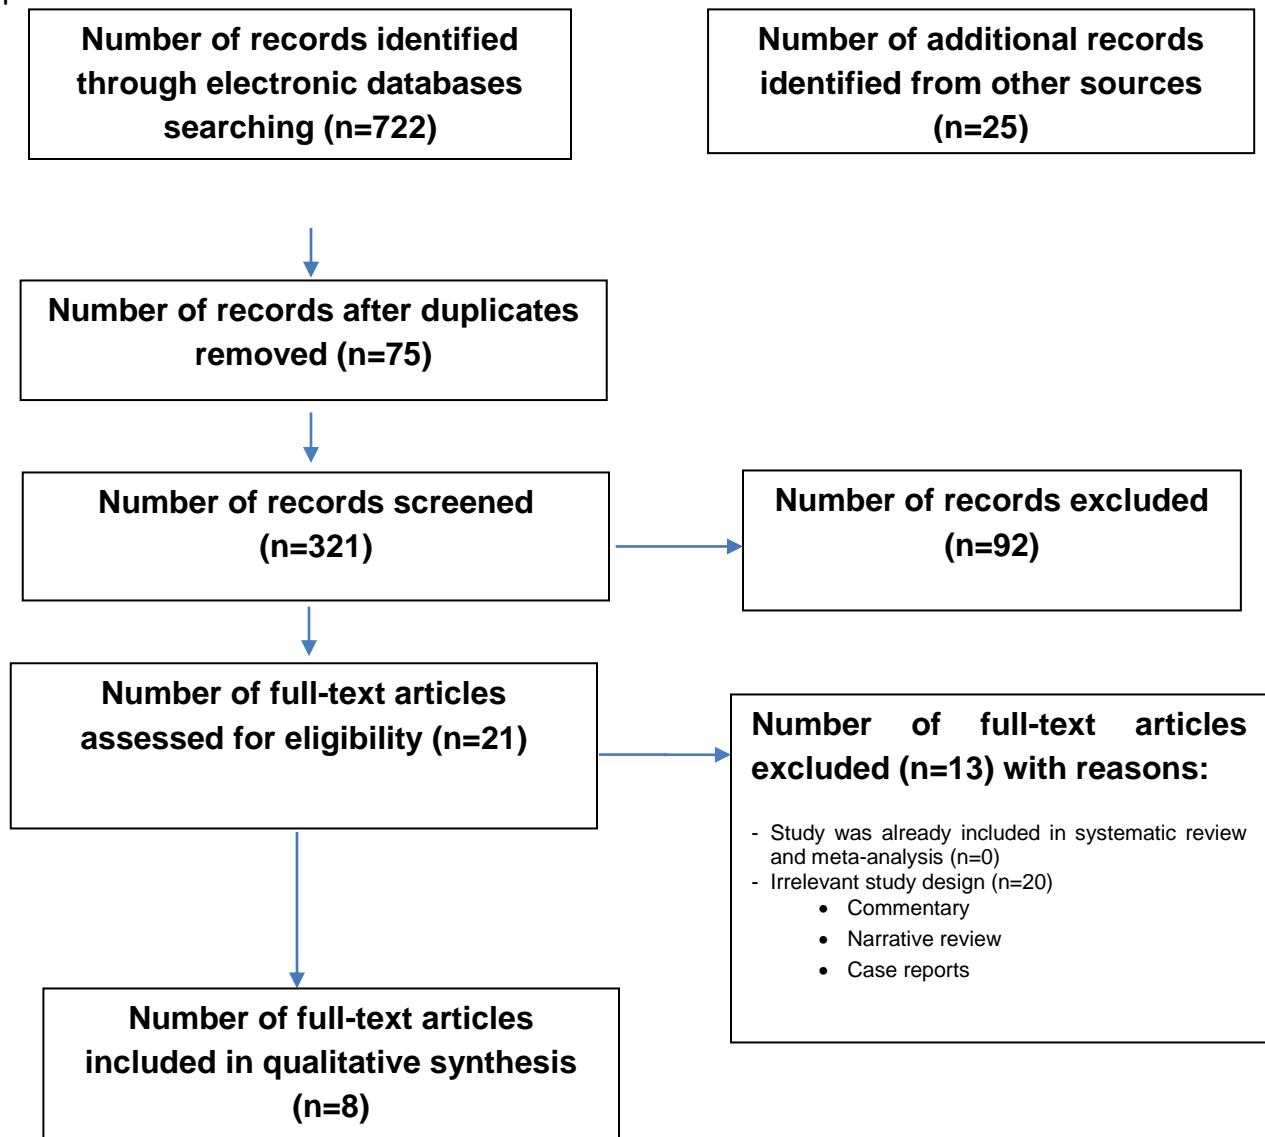 Number of records identified
through electronic databases
searching (n=722)
Number of additional records
identified from other sources
(n=25)
Number of records after duplicates
removed (n=75)
Number of records screened
(n=321)
Number of records excluded
(n=92)
Number of full-text articles
assessed for eligibility (n=21)
Number of full-text articles
excluded (n=13) with reasons:
- Study was already included in systematic review
and meta-analysis (n=0)
- Irrelevant study design (n=20)
• Commentary
• Narrative review
• Case reports
Number of full-text articles
included in qualitative synthesis
(n=8)